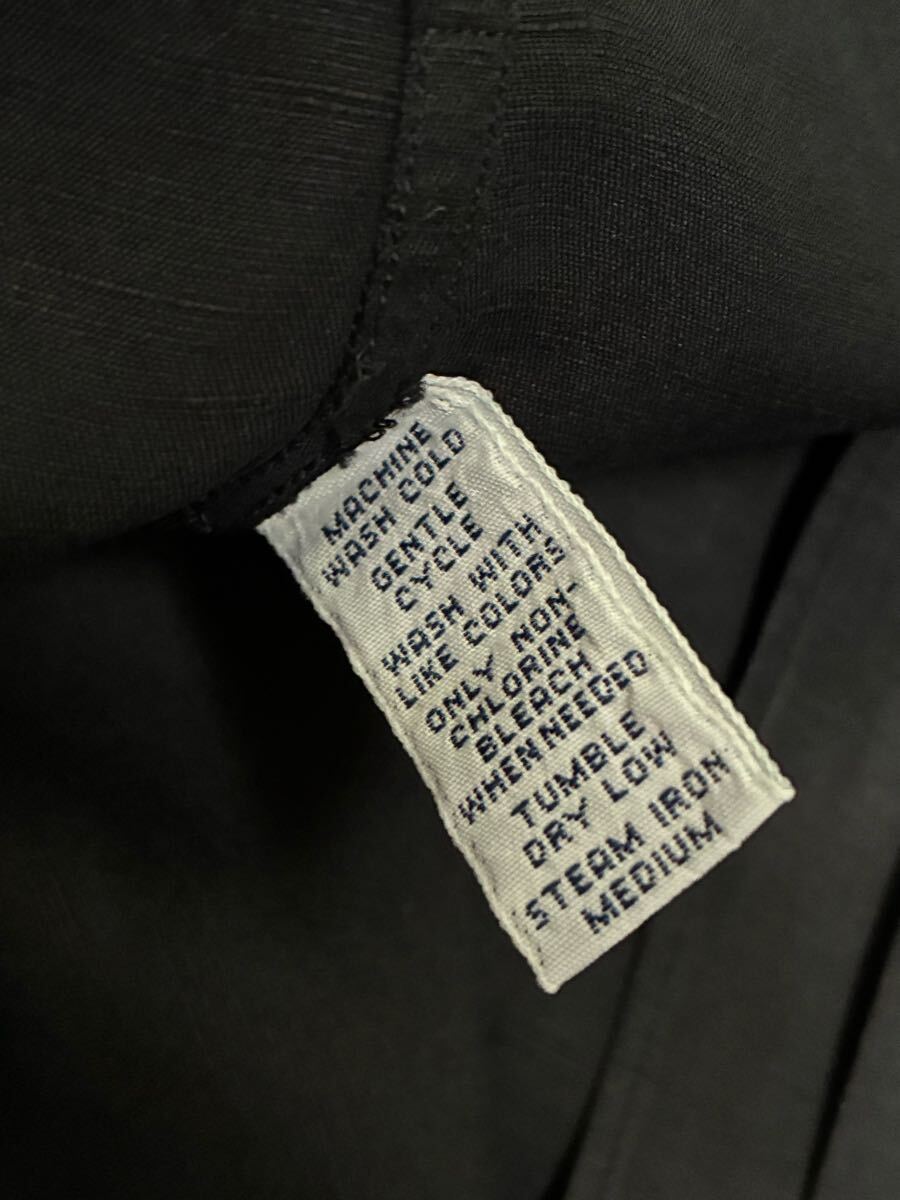 MACHINE
WASH COLD
GENTLE
CYCLE
WASH WITH
LIKE COLORS
ONLY NON-
CHLORINE
BLEACH
WHEN NEEDED
TUMBLE
DRY LOW
STEAM IRON
MEDIUM